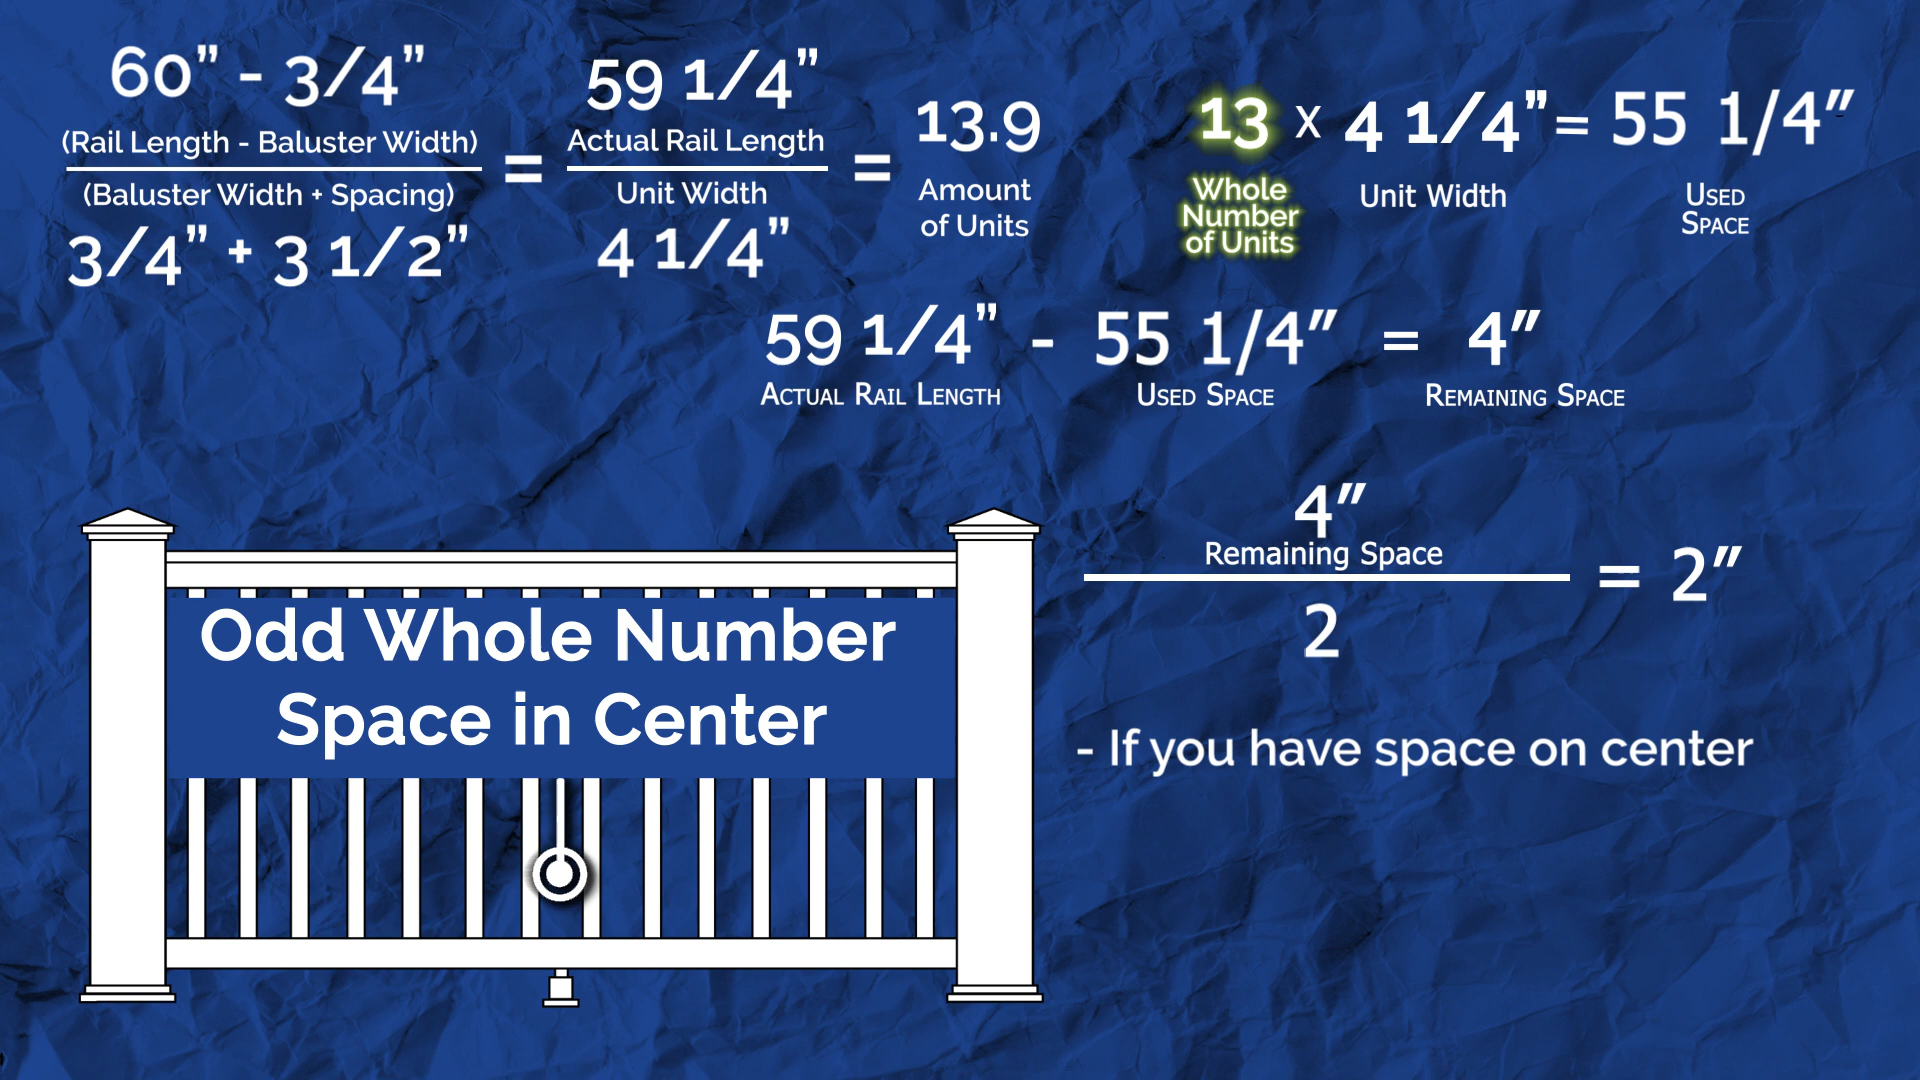 60” - 3/4”
(Rail Length - Baluster Width)
(Baluster Width + Spacing)
3/4” + 3 1/2”
=
59 1/4”
Actual Rail Length
Unit Width
4 1/4”
=
13.9
Amount
of Units
13 x 4 1/4” = 55 1/4”
Whole
Number
of Units
Unit Width
Used
Space
59 1/4” - 55 1/4” = 4”
Actual Rail Length
Used Space
Remaining Space
4”
Remaining Space
2
= 2”
Odd Whole Number
Space in Center
- If you have space on center